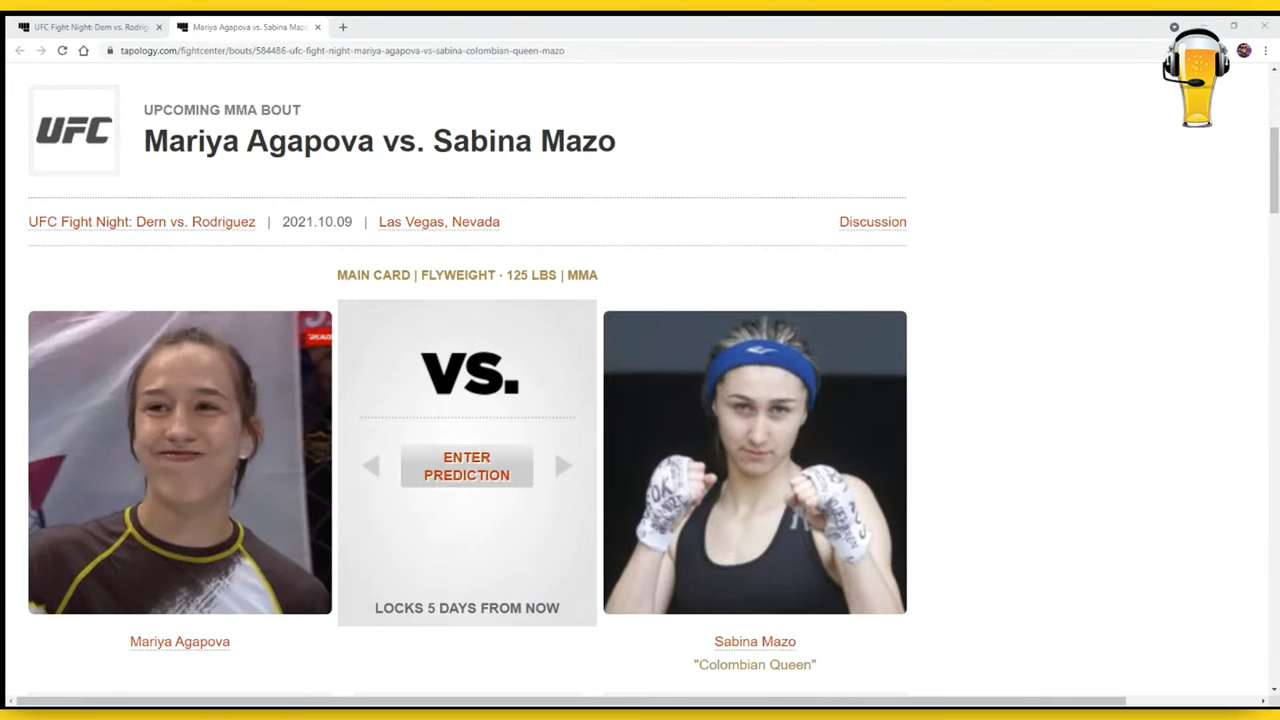 UFC Fight Night: Dern vs. Rodrig
Mariya Agapova vs. Sabina Maz
tapology.com/fightcenter/bouts/584486-ufc-fight-night-mariya-agapova-vs-sabina-colombian-queen-mazo
UFC
UPCOMING MMA BOUT
Mariya Agapova vs. Sabina Mazo
UFC Fight Night: Dern vs. Rodriguez | 2021.10.09 | Las Vegas, Nevada
Discussion
MAIN CARD | FLYWEIGHT · 125 LBS | MMA
VS.
ENTER
PREDICTION
LOCKS 5 DAYS FROM NOW
Mariya Agapova
Sabina Mazo
"Colombian Queen"